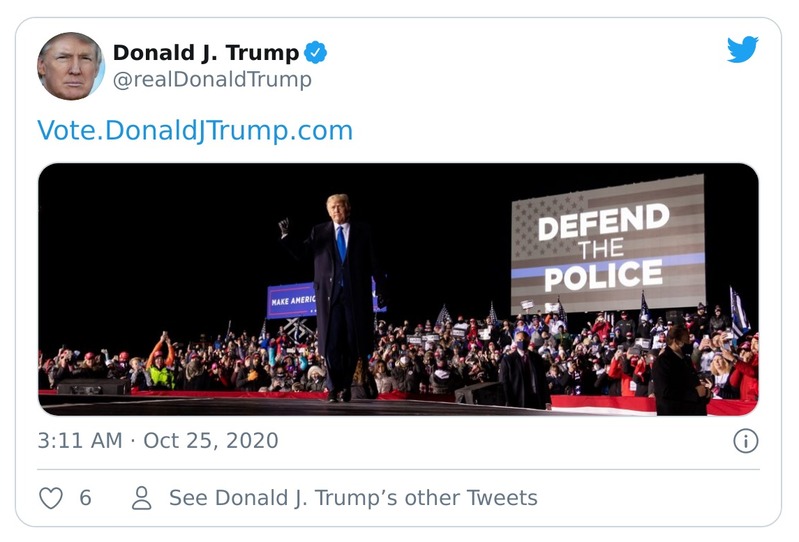 Donald J. Trump
@realDonaldTrump
Vote.DonaldJTrump.com
DEFEND
THE
POLICE
MAKE AMERIC
3:11 AM · Oct 25, 2020
6
See Donald J. Trump’s other Tweets